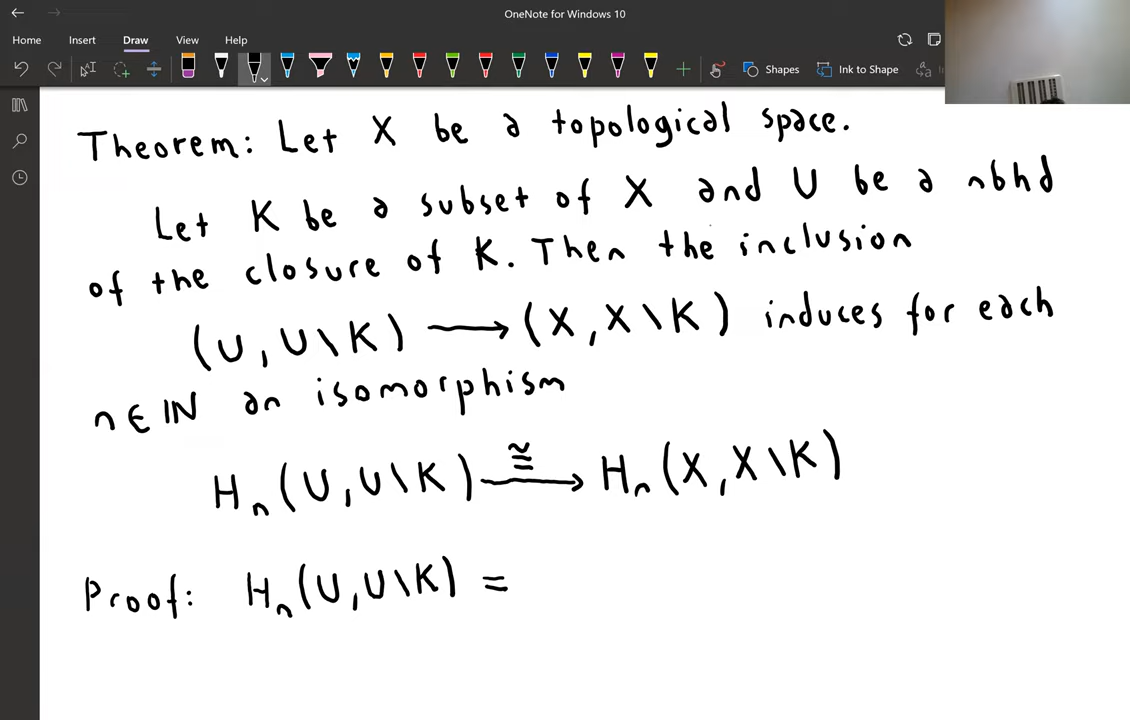 OneNote for Windows 10
Home Insert Draw View Help
Shapes Ink to Shape
Theorem: Let X be a topological space.
Let K be a subset of X and U be a nbhd
of the closure of K. Then the inclusion
(U, U\K) ⟶ (X, X\K) induces for each
n ∈ ℕ an isomorphism
Hₙ(U, U\K) ≅⟶ Hₙ(X, X\K)
Proof: Hₙ(U, U\K) =